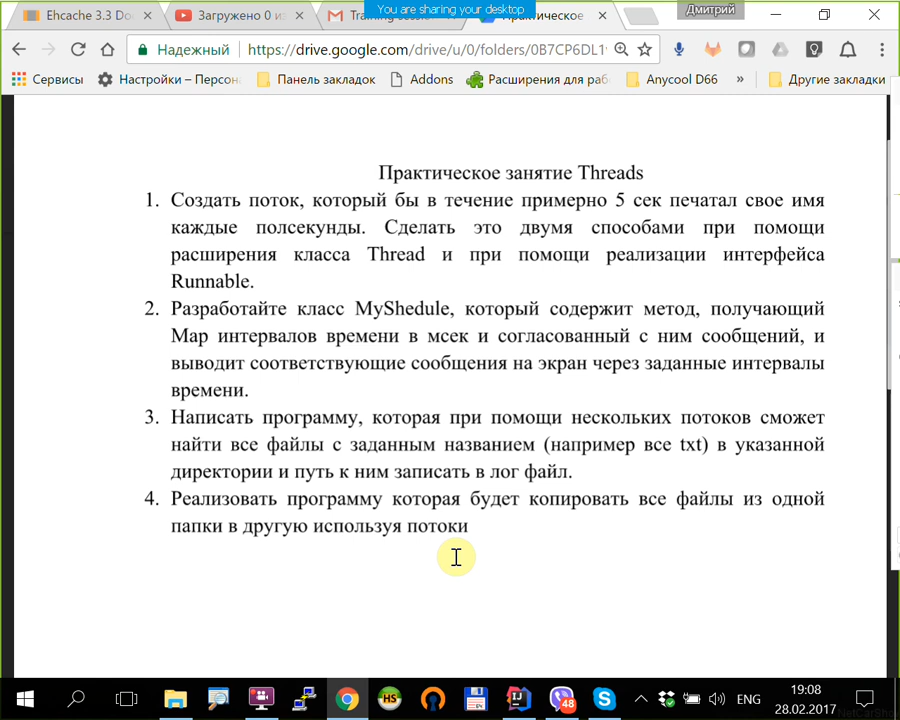 You are sharing your desktop
Дмитрий
Ehcache 3.3 Do
Загружено 0 из
Training
Практическое
Надежный
https://drive.google.com/drive/u/0/folders/0B7CP6DL1
Сервисы
Настройки – Персона
Панель закладок
Addons
Расширения для раб
Anycool D66
»
Другие закладки
Практическое занятие Threads
1. Создать поток, который бы в течение примерно 5 сек печатал свое имя
каждые полсекунды. Сделать это двумя способами при помощи
расширения класса Thread и при помощи реализации интерфейса
Runnable.
2. Разработайте класс MyShedule, который содержит метод, получающий
Map интервалов времени в мсек и согласованный с ним сообщений, и
выводит соответствующие сообщения на экран через заданные интервалы
времени.
3. Написать программу, которая при помощи нескольких потоков сможет
найти все файлы с заданным названием (например все txt) в указанной
директории и путь к ним записать в лог файл.
4. Реализовать программу которая будет копировать все файлы из одной
папки в другую используя потоки
HS
IJ
48
S
ENG
19:08
28.02.2017